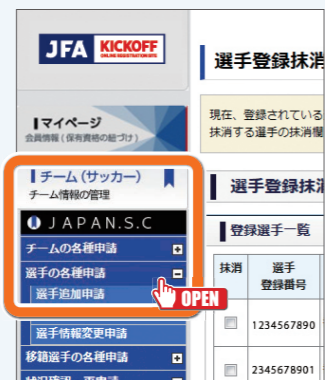 JFA KICKOFF
ONLINE REGISTRATION SITE
マイページ
会員情報(保有資格の紐づけ)
チーム(サッカー)
チーム情報の管理
JAPAN.S.C
チームの各種申請
選手の各種申請
選手追加申請
OPEN
選手情報変更申請
移籍選手の各種申請
選手登録抹消
現在、登録されている
抹消する選手の抹消欄
選手登録抹消
登録選手一覧
抹消 選手
登録番号
1234567890
2345678901